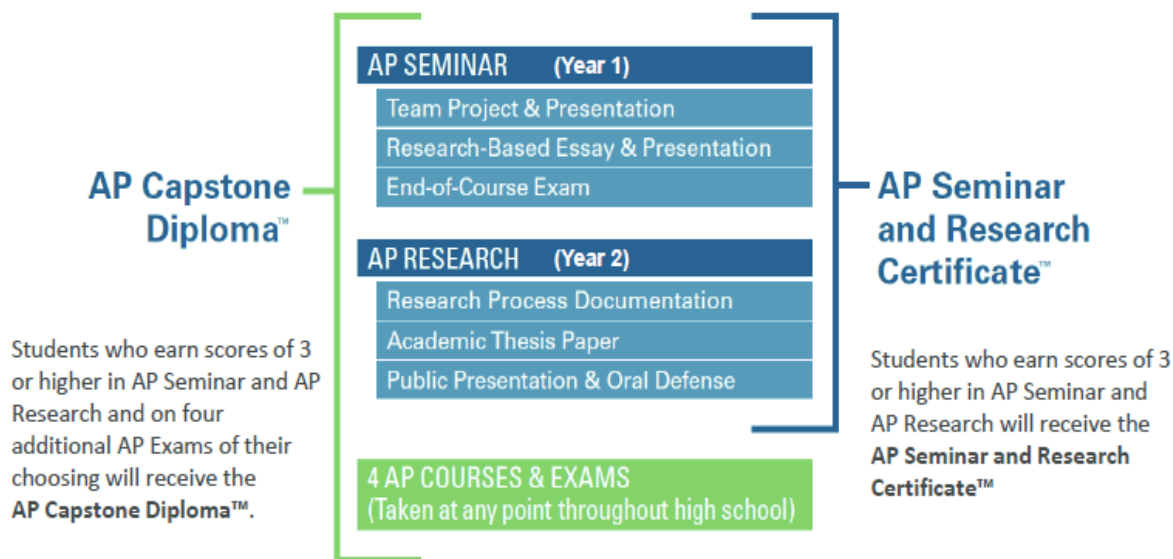 AP Capstone
Diploma™
Students who earn scores of 3
or higher in AP Seminar and AP
Research and on four
additional AP Exams of their
choosing will receive the
AP Capstone Diploma™.
AP SEMINAR (Year 1)
Team Project & Presentation
Research-Based Essay & Presentation
End-of-Course Exam
AP RESEARCH (Year 2)
Research Process Documentation
Academic Thesis Paper
Public Presentation & Oral Defense
4 AP COURSES & EXAMS
(Taken at any point throughout high school)
AP Seminar
and Research
Certificate™
Students who earn scores of 3
or higher in AP Seminar and
AP Research will receive the
AP Seminar and Research
Certificate™